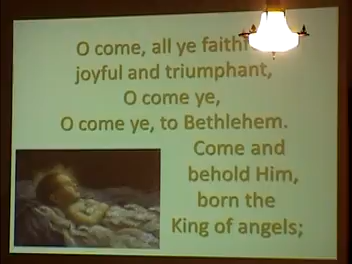 O come, all ye faithf
joyful and triumphant,
O come ye,
O come ye, to Bethlehem.
Come and
behold Him,
born the
King of angels;